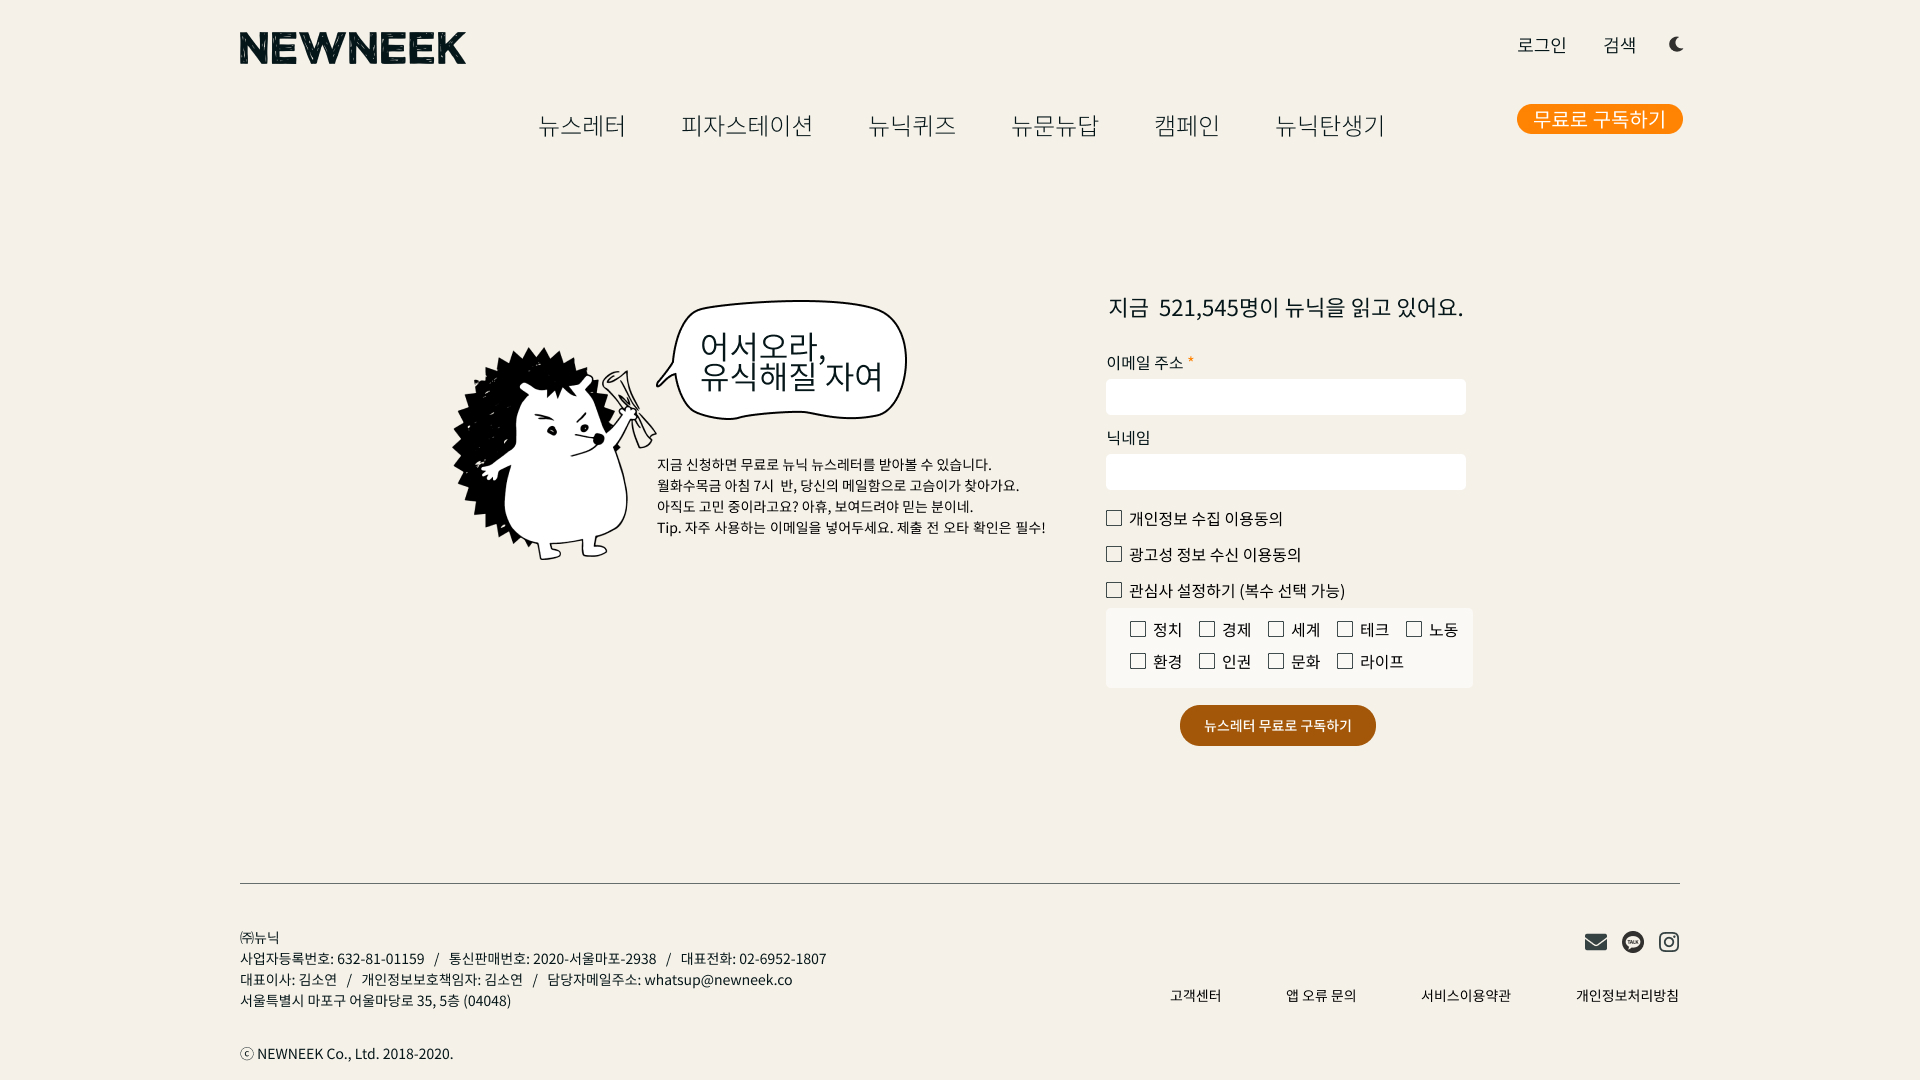 NEWNEEK
로그인 검색
뉴스레터 피자스테이션 뉴닉퀴즈 뉴문뉴답 캠페인 뉴닉탄생기
무료로 구독하기
어서오라,
유식해질 자여
지금 신청하면 무료로 뉴닉 뉴스레터를 받아볼 수 있습니다.
월화수목금 아침 7시 반, 당신의 메일함으로 고슴이가 찾아가요.
아직도 고민 중이라고요? 아휴, 보여드려야 믿는 분이네.
Tip. 자주 사용하는 이메일을 넣어두세요. 제출 전 오타 확인은 필수!
지금 521,545명이 뉴닉을 읽고 있어요.
이메일 주소 *
닉네임
개인정보 수집 이용동의
광고성 정보 수신 이용동의
관심사 설정하기 (복수 선택 가능)
정치 경제 세계 테크 노동
환경 인권 문화 라이프
뉴스레터 무료로 구독하기
㈜뉴닉
사업자등록번호: 632-81-01159 / 통신판매번호: 2020-서울마포-2938 / 대표전화: 02-6952-1807
대표이사: 김소연 / 개인정보보호책임자: 김소연 / 담당자메일주소: whatsup@newneek.co
서울특별시 마포구 어울마당로 35, 5층 (04048)
ⓒ NEWNEEK Co., Ltd. 2018-2020.
TALK
고객센터 앱 오류 문의 서비스이용약관 개인정보처리방침